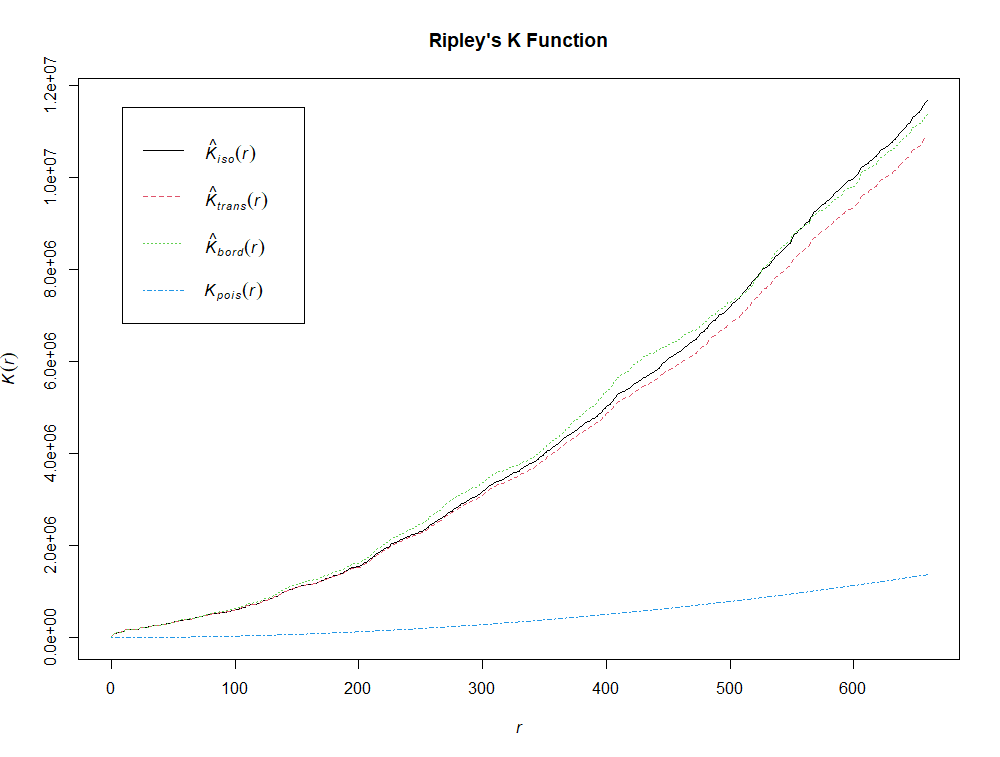 Ripley's K Function
K̂iso(r)
K̂trans(r)
K̂bord(r)
Kpois(r)
K(r)
1.2e+07
1.0e+07
8.0e+06
6.0e+06
4.0e+06
2.0e+06
0.0e+00
0 100 200 300 400 500 600
r